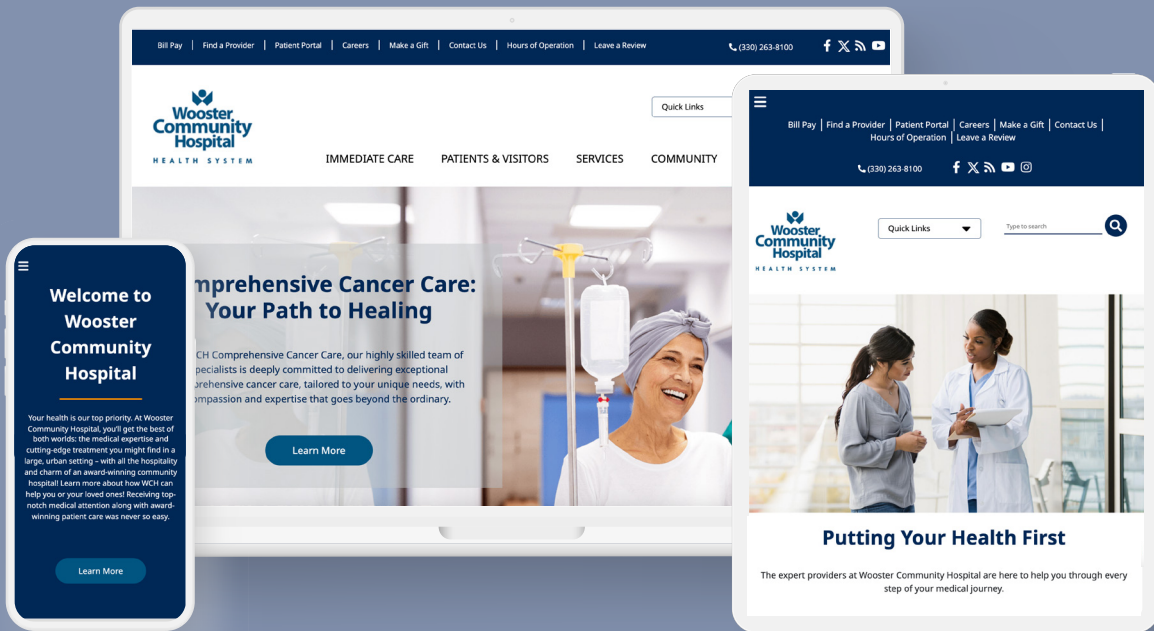 Bill Pay | Find a Provider | Patient Portal | Careers | Make a Gift | Contact Us | Hours of Operation | Leave a Review
(330) 263-8100
Wooster
Community
Hospital
HEALTH SYSTEM
Quick Links
IMMEDIATE CARE PATIENTS & VISITORS SERVICES COMMUNITY
mprehensive Cancer Care:
Your Path to Healing
CH Comprehensive Cancer Care, our highly skilled team of
pecialists is deeply committed to delivering exceptional
prehensive cancer care, tailored to your unique needs, with
ompassion and expertise that goes beyond the ordinary.
Learn More
Welcome to
Wooster
Community
Hospital
Your health is our top priority. At Wooster
Community Hospital, you'll get the best of
both worlds: the medical expertise and
cutting-edge treatment you might find in a
large, urban setting – with all the hospitality
and charm of an award-winning community
hospital! Learn more about how WCH can
help you or your loved ones! Receiving top-
notch medical attention along with award-
winning patient care was never so easy.
Learn More
Bill Pay | Find a Provider | Patient Portal | Careers | Make a Gift | Contact Us |
Hours of Operation | Leave a Review
(330) 263-8100
Wooster
Community
Hospital
HEALTH SYSTEM
Quick Links
Type to search
Putting Your Health First
The expert providers at Wooster Community Hospital are here to help you through every
step of your medical journey.